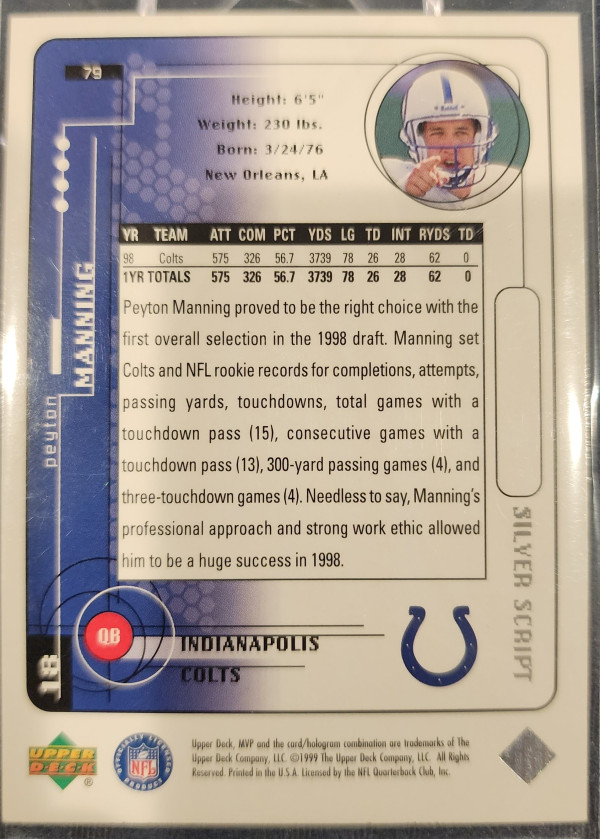 79
Height: 6'5"
Weight: 230 lbs.
Born: 3/24/76
New Orleans, LA
Riddell
YR TEAM ATT COM PCT YDS LG TD INT RYDS TD
98 Colts 575 326 56.7 3739 78 26 28 62 0
1YR TOTALS 575 326 56.7 3739 78 26 28 62 0
Peyton Manning proved to be the right choice with the
first overall selection in the 1998 draft. Manning set
Colts and NFL rookie records for completions, attempts,
passing yards, touchdowns, total games with a
touchdown pass (15), consecutive games with a
touchdown pass (13), 300-yard passing games (4), and
three-touchdown games (4). Needless to say, Manning's
professional approach and strong work ethic allowed
him to be a huge success in 1998.
peyton MANNING
SILVER SCRIPT
18
QB
INDIANAPOLIS
COLTS
UPPER
DECK
®
NFL
Upper Deck, MVP and the card/hologram combination are trademarks of The
Upper Deck Company, LLC. ©1999 The Upper Deck Company, LLC. All Rights
Reserved. Printed in the U.S.A. Licensed by the NFL Quarterback Club, Inc.